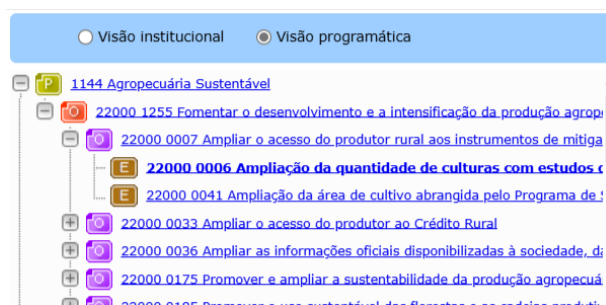 Visão institucional Visão programática
P 1144 Agropecuária Sustentável
O 22000 1255 Fomentar o desenvolvimento e a intensificação da produção agrop
O 22000 0007 Ampliar o acesso do produtor rural aos instrumentos de mitiga
E 22000 0006 Ampliação da quantidade de culturas com estudos
E 22000 0041 Ampliação da área de cultivo abrangida pelo Programa de
O 22000 0033 Ampliar o acesso do produtor ao Crédito Rural
O 22000 0036 Ampliar as informações oficiais disponibilizadas à sociedade, da
O 22000 0175 Promover e ampliar a sustentabilidade da produção agropecuá